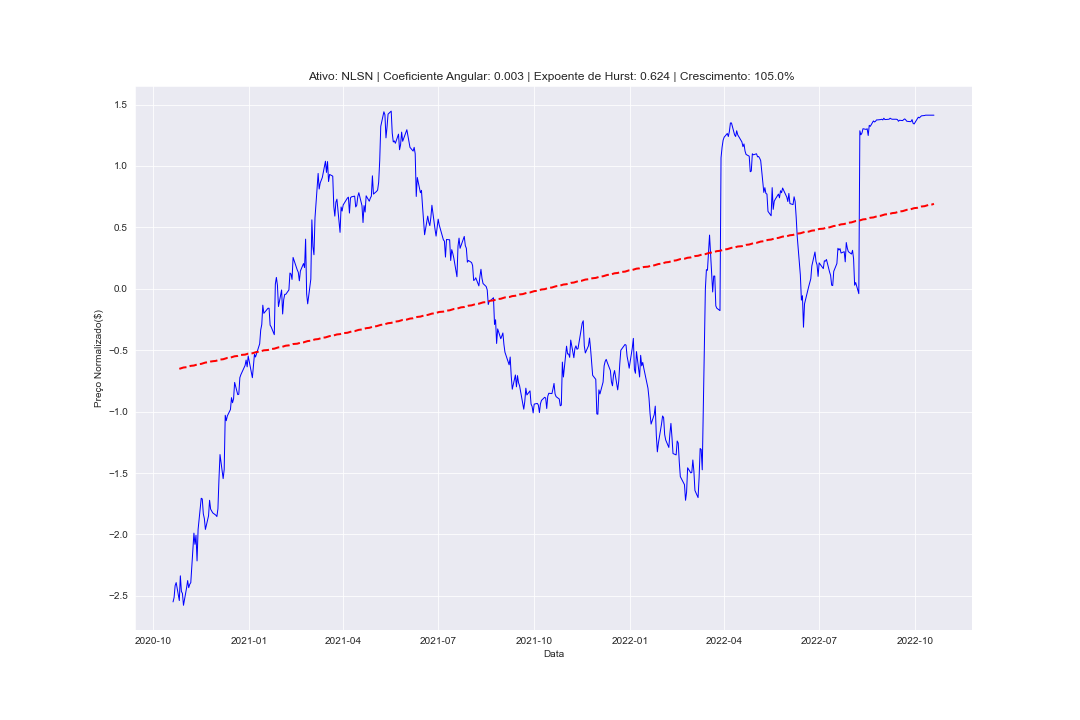 Ativo: NLSN | Coeficiente Angular: 0.003 | Expoente de Hurst: 0.624 | Crescimento: 105.0%
Preço Normalizado($)
1.5
1.0
0.5
0.0
−0.5
−1.0
−1.5
−2.0
−2.5
2020-10 2021-01 2021-04 2021-07 2021-10 2022-01 2022-04 2022-07 2022-10
Data